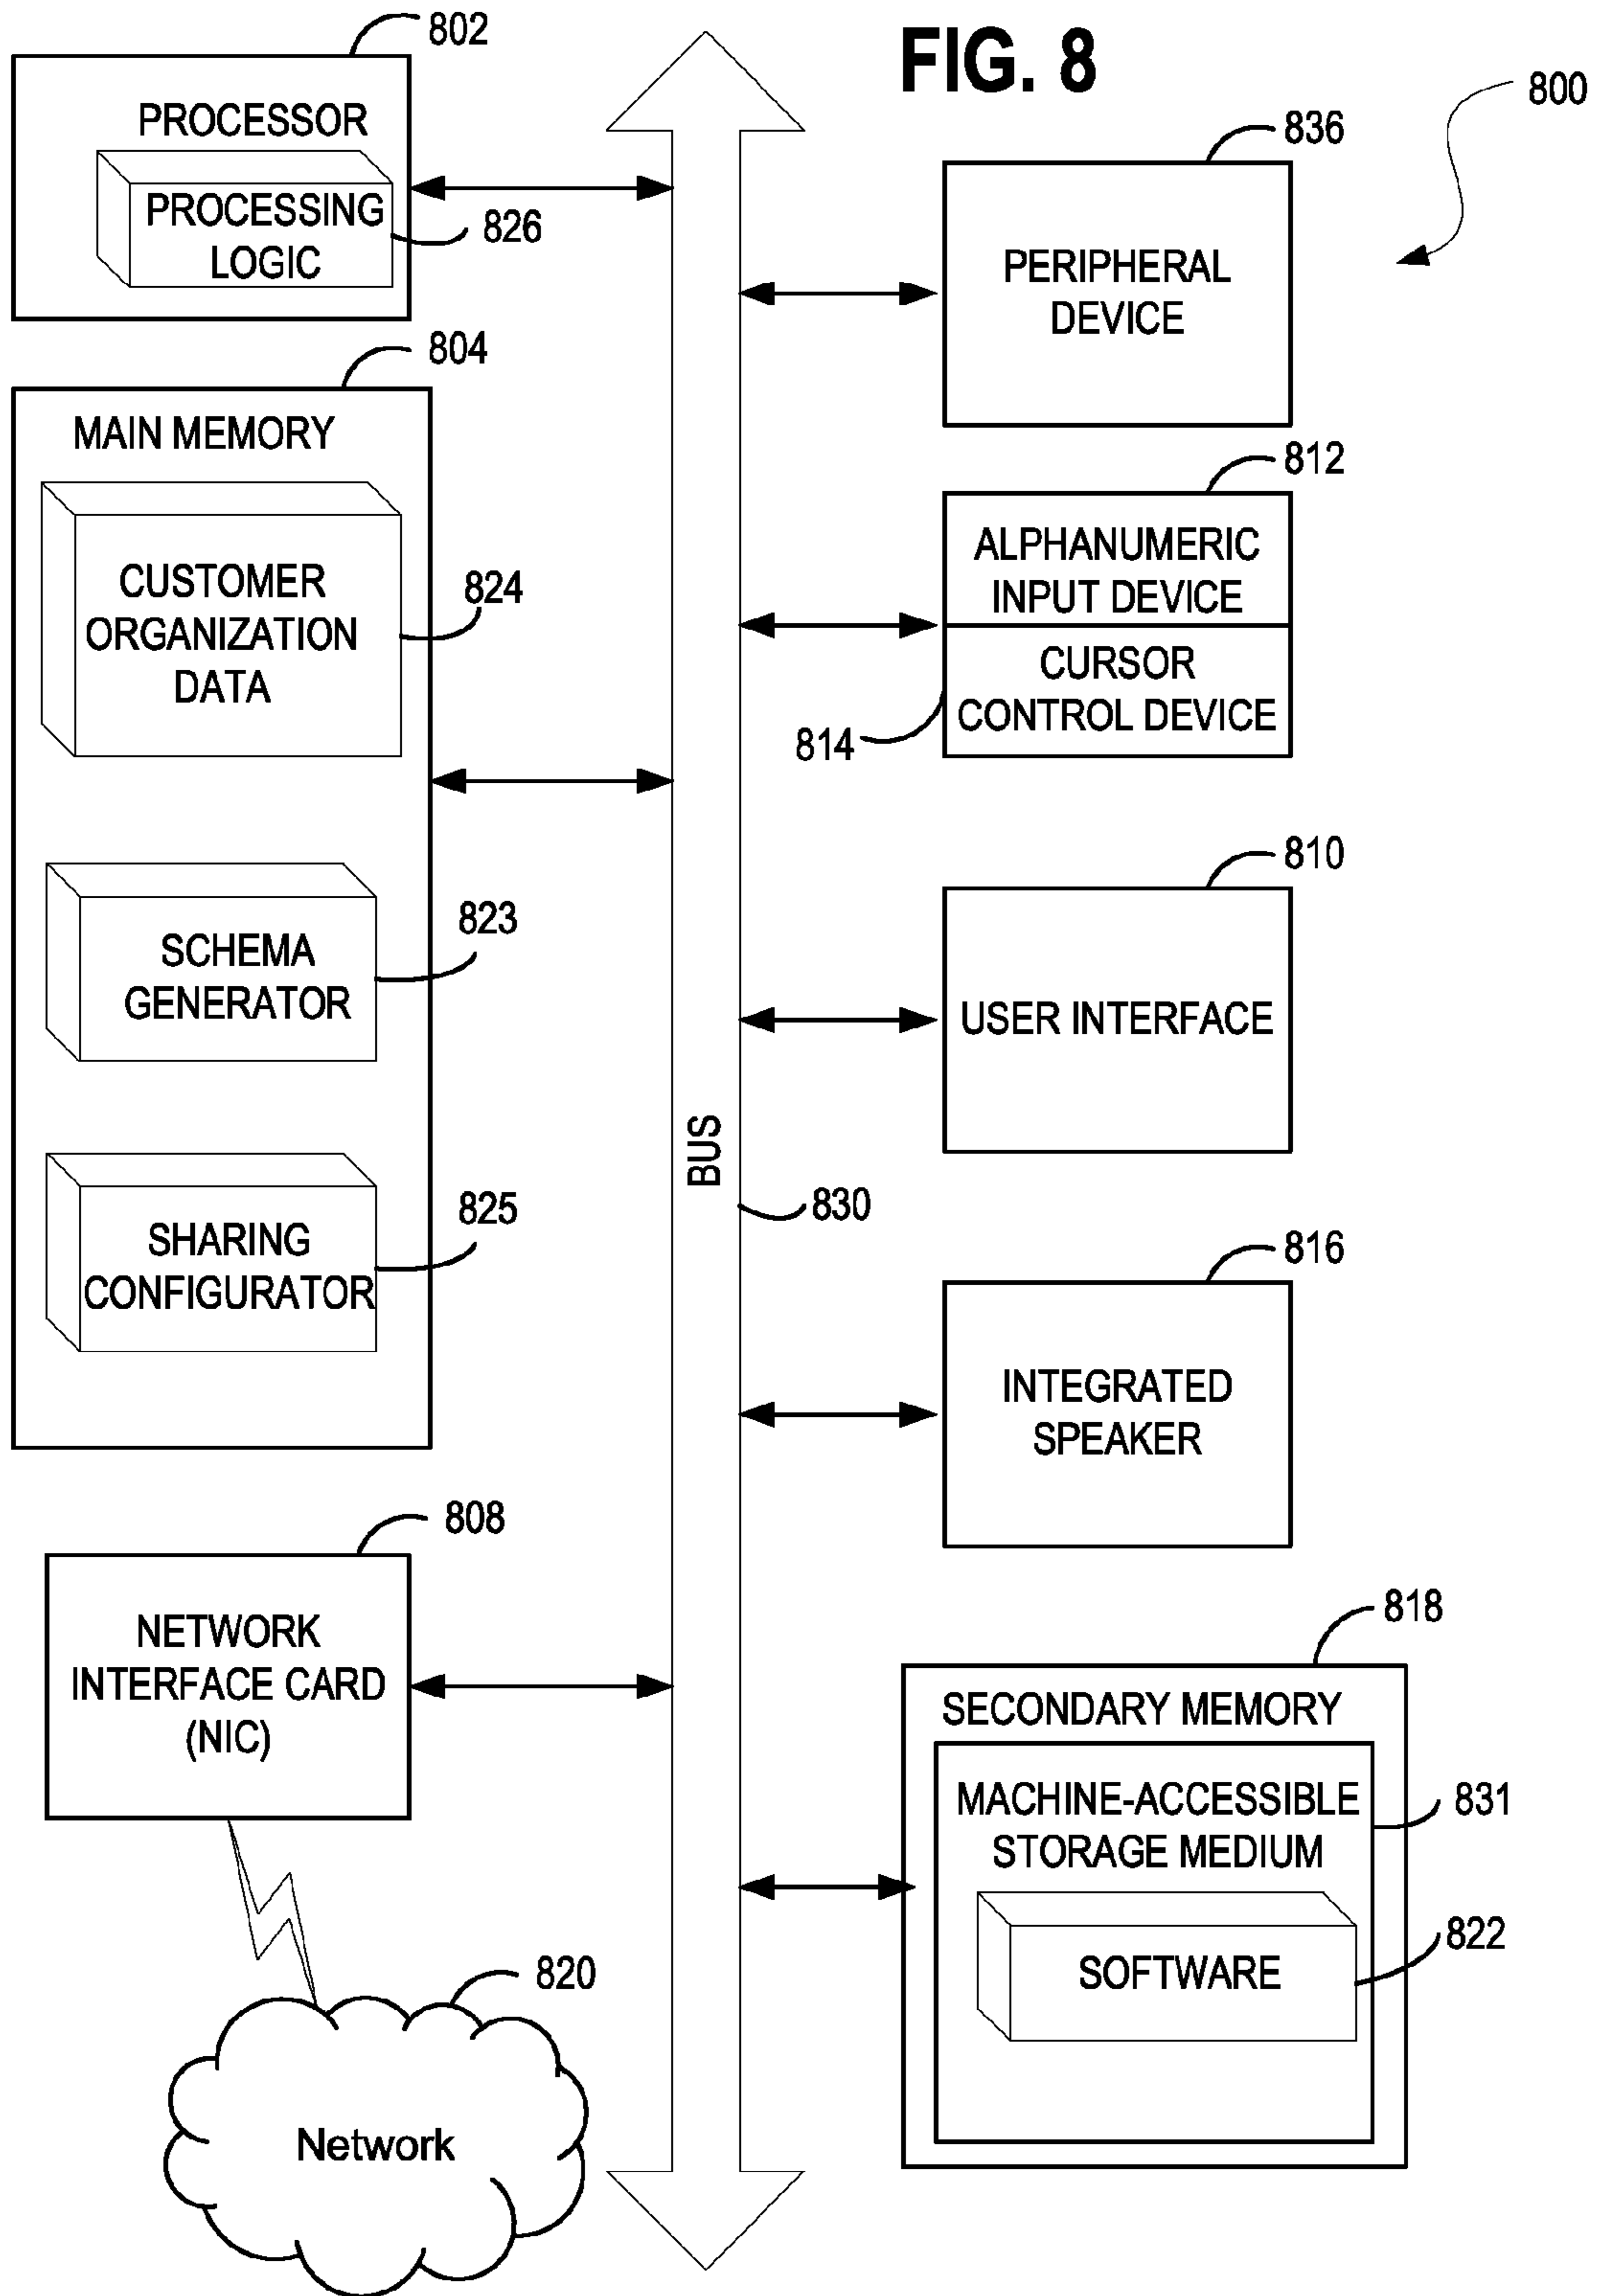 FIG. 8
800
802
PROCESSOR
PROCESSING
LOGIC
826
804
MAIN MEMORY
CUSTOMER
ORGANIZATION
DATA
824
SCHEMA
GENERATOR
823
SHARING
CONFIGURATOR
825
808
NETWORK
INTERFACE CARD
(NIC)
820
Network
BUS
830
836
PERIPHERAL
DEVICE
812
ALPHANUMERIC
INPUT DEVICE
CURSOR
CONTROL DEVICE
814
810
USER INTERFACE
816
INTEGRATED
SPEAKER
818
SECONDARY MEMORY
MACHINE-ACCESSIBLE
STORAGE MEDIUM
831
SOFTWARE
822